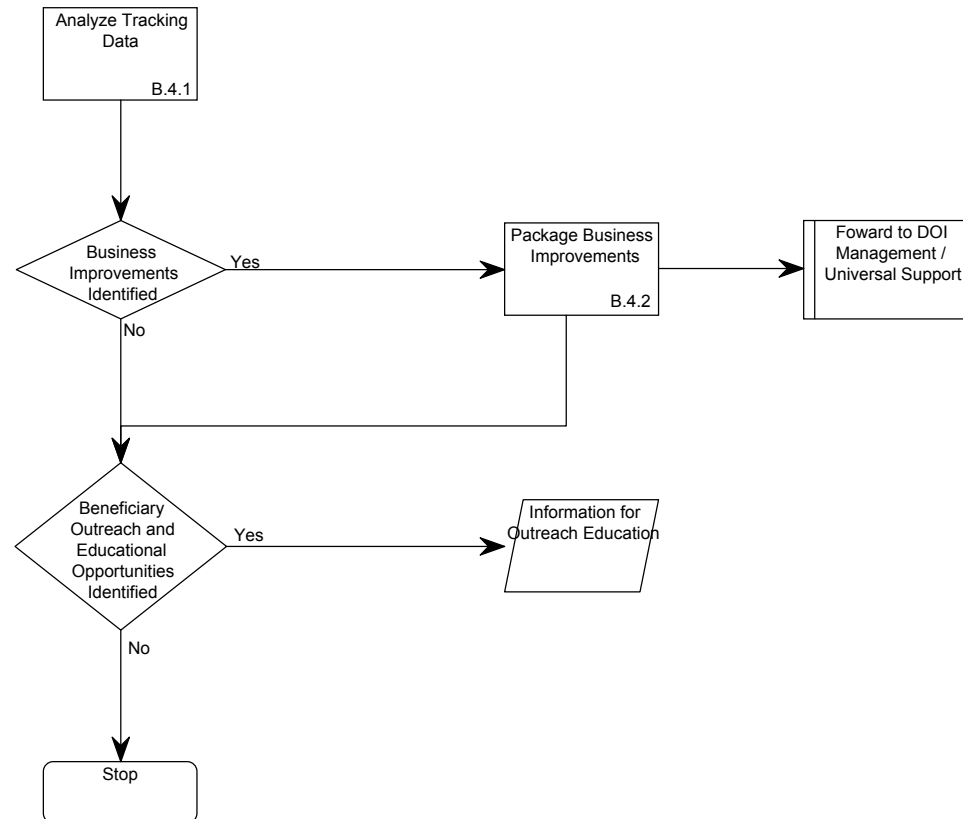 Analyze Tracking
Data
B.4.1
Business
Improvements
Identified
Yes
No
Package Business
Improvements
B.4.2
Foward to DOI
Management /
Universal Support
Beneficiary
Outreach and
Educational
Opportunities
Identified
Yes
No
Information for
Outreach Education
Stop